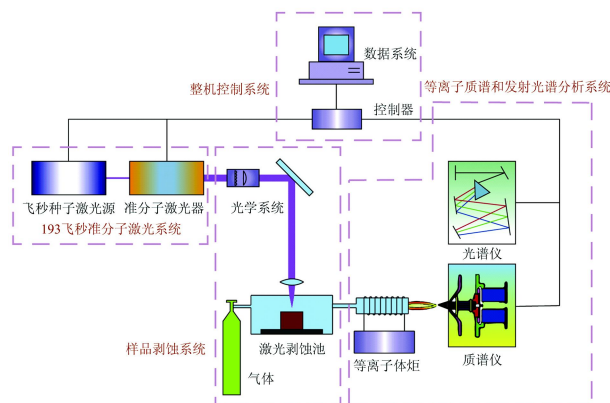 数据系统
整机控制系统
控制器
等离子质谱和发射光谱分析系统
飞秒种子激光源
准分子激光器
光学系统
193飞秒准分子激光系统
光谱仪
样品剥蚀系统
激光剥蚀池
气体
等离子体炬
质谱仪